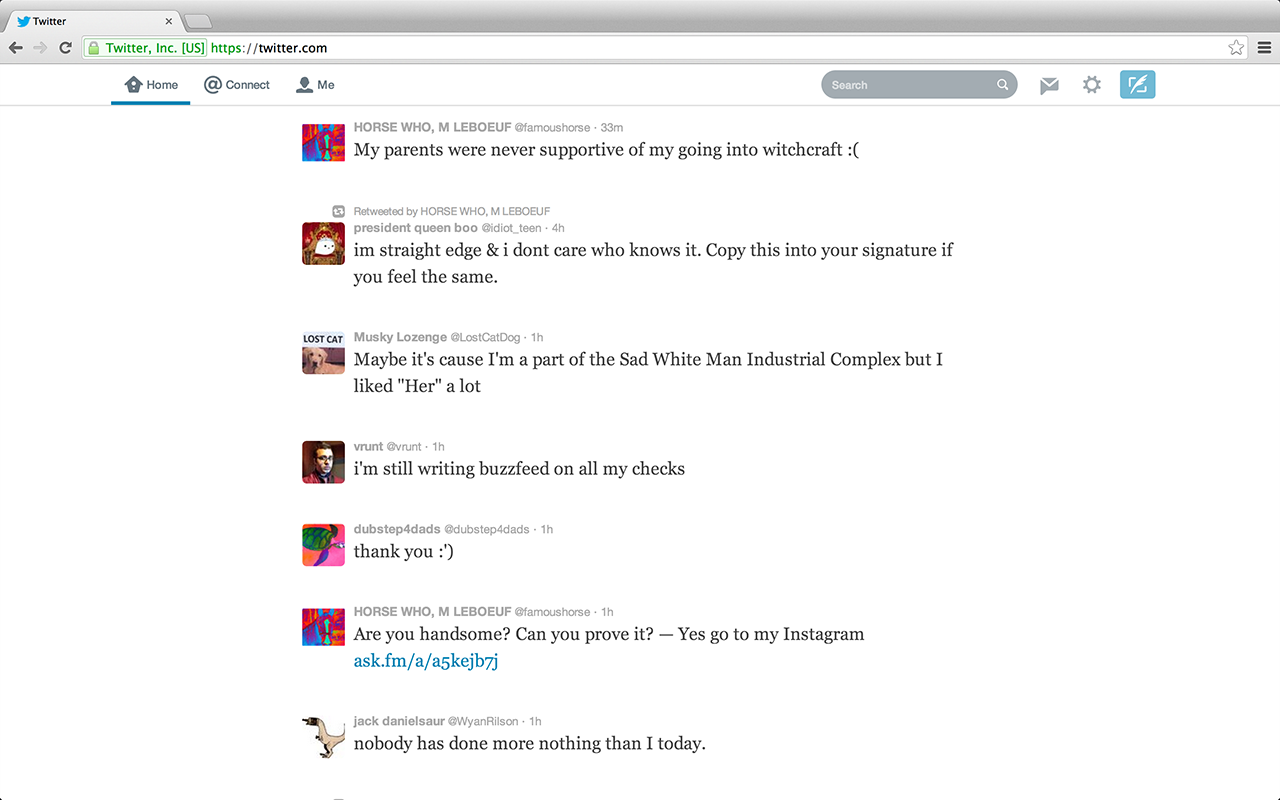 Twitter
Twitter, Inc. [US] https://twitter.com
Home Connect Me Search
HORSE WHO, M LEBOEUF @famoushorse · 33m
My parents were never supportive of my going into witchcraft :(
Retweeted by HORSE WHO, M LEBOEUF
president queen boo @idiot_teen · 4h
im straight edge & i dont care who knows it. Copy this into your signature if
you feel the same.
LOST CAT
Musky Lozenge @LostCatDog · 1h
Maybe it's cause I'm a part of the Sad White Man Industrial Complex but I
liked "Her" a lot
vrunt @vrunt · 1h
i'm still writing buzzfeed on all my checks
dubstep4dads @dubstep4dads · 1h
thank you :')
HORSE WHO, M LEBOEUF @famoushorse · 1h
Are you handsome? Can you prove it? — Yes go to my Instagram
ask.fm/a/a5kejb7j
jack danielsaur @WyanRilson · 1h
nobody has done more nothing than I today.